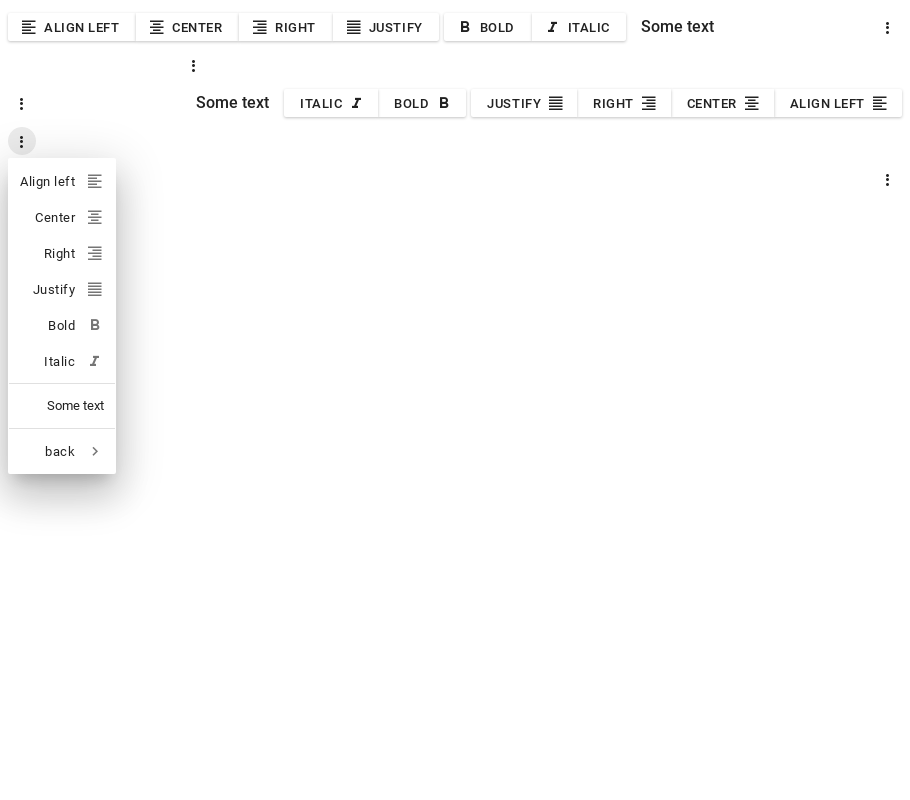 ALIGN LEFT CENTER RIGHT JUSTIFY BOLD ITALIC Some text
Some text ITALIC BOLD JUSTIFY RIGHT CENTER ALIGN LEFT
Align left
Center
Right
Justify
Bold
Italic
Some text
back